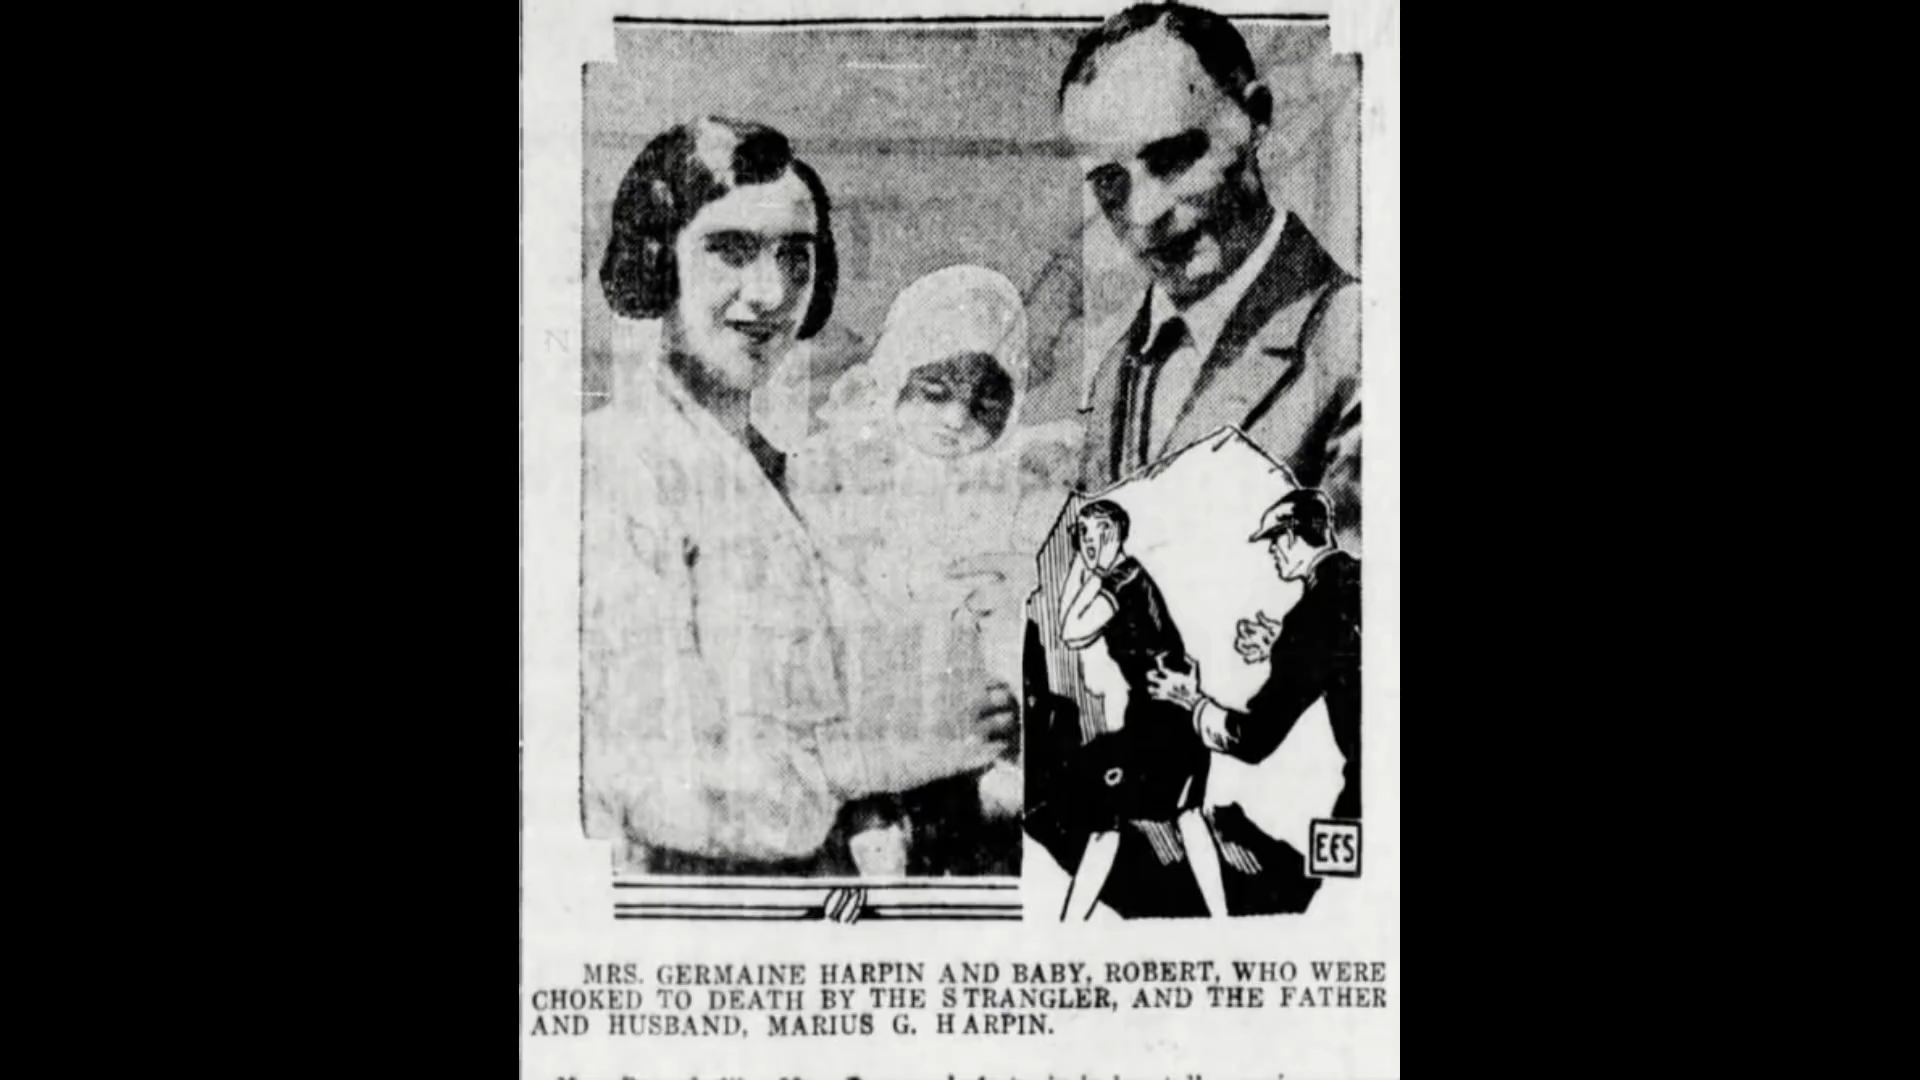 EFS
MRS. GERMAINE HARPIN AND BABY, ROBERT, WHO WERE
CHOKED TO DEATH BY THE STRANGLER, AND THE FATHER
AND HUSBAND, MARIUS G. HARPIN.